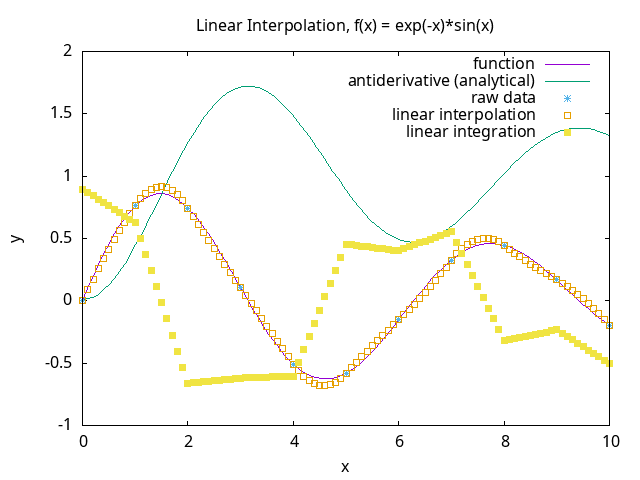 Linear Interpolation, f(x) = exp(-x)*sin(x)
2
1.5
1
0.5
0
-0.5
-1
y
function
antiderivative (analytical)
raw data
linear interpolation
linear integration
0 2 4 6 8 10
x